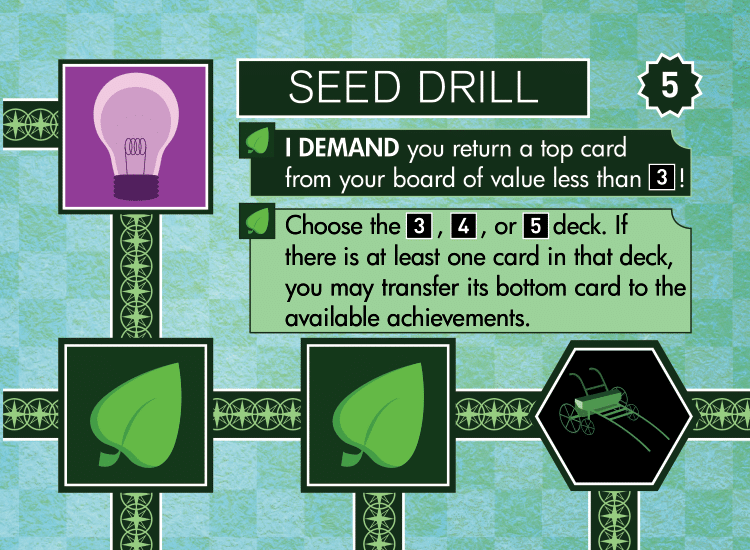 SEED DRILL
5
I DEMAND you return a top card
from your board of value less than 3!
Choose the 3, 4, or 5 deck. If
there is at least one card in that deck,
you may transfer its bottom card to the
available achievements.